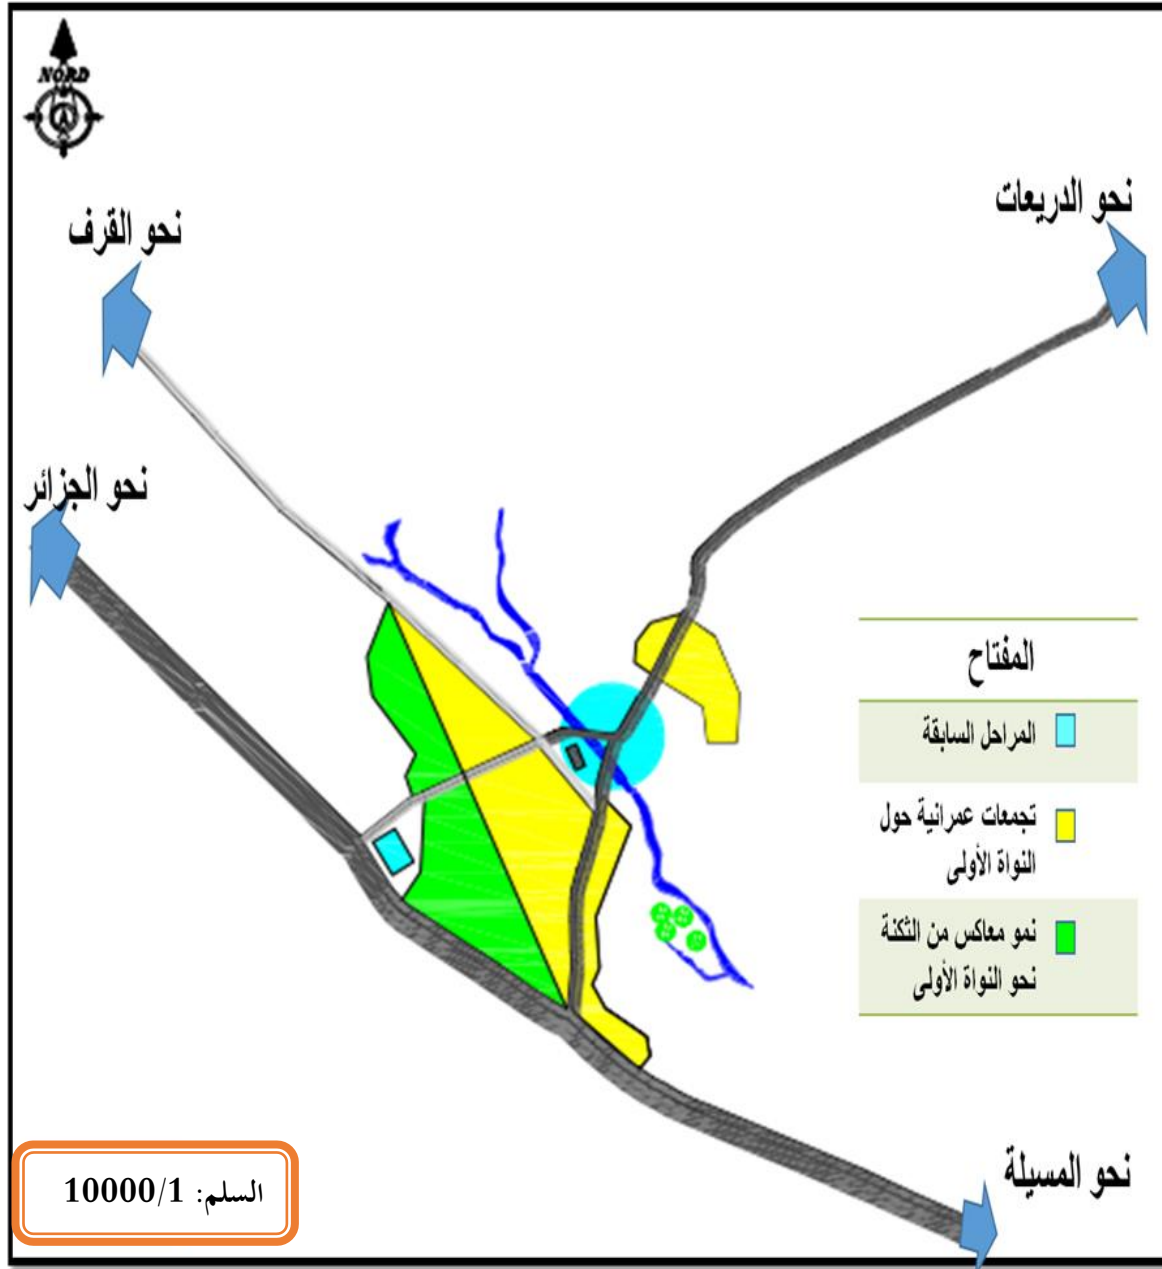 NORD
نحو الدريعات
نحو القرف
نحو الجزائر
المفتاح
المراحل السابقة
تجمعات عمرانية حول
النواة الأولى
نمو معاكس من الثكنة
نحو النواة الأولى
نحو المسيلة
السلم: 10000/1